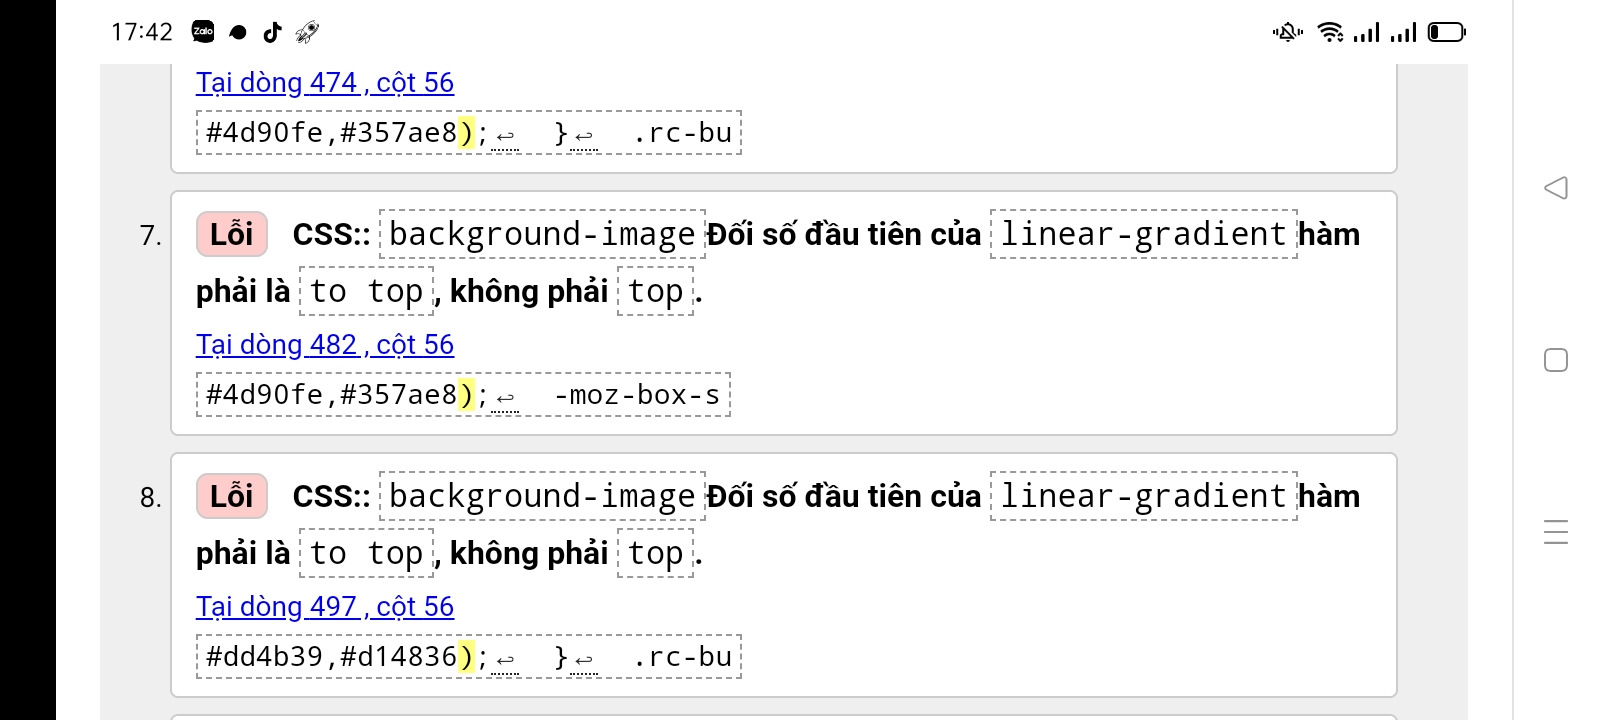 17:42 Zalo
Tại dòng 474 , cột 56
#4d90fe,#357ae8);↩  }↩  .rc-bu
7. Lỗi CSS:: background-image Đối số đầu tiên của linear-gradient hàm
phải là to top, không phải top.
Tại dòng 482 , cột 56
#4d90fe,#357ae8);↩  -moz-box-s
8. Lỗi CSS:: background-image Đối số đầu tiên của linear-gradient hàm
phải là to top, không phải top.
Tại dòng 497 , cột 56
#dd4b39,#d14836);↩  }↩  .rc-bu